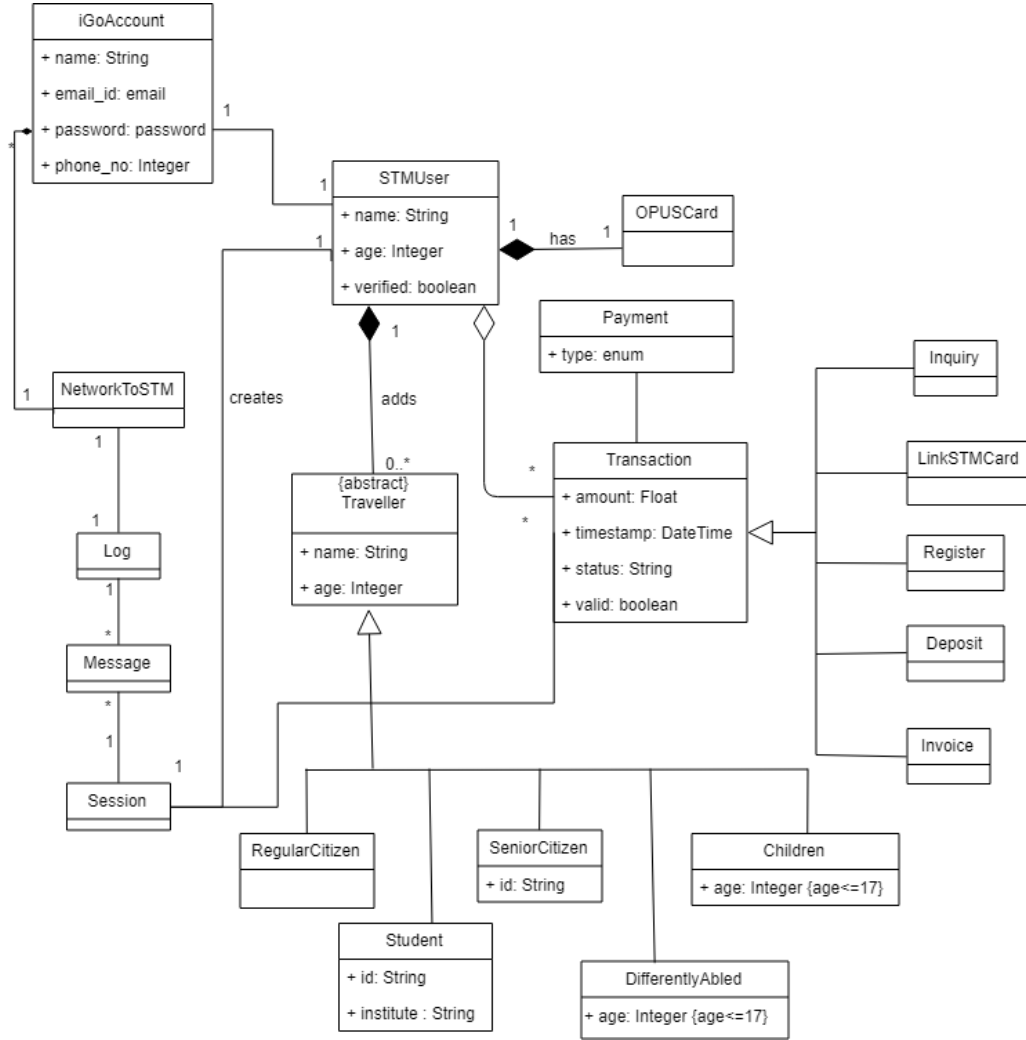 iGoAccount
+ name: String
+ email_id: email
+ password: password
+ phone_no: Integer
1
*
1
STMUser
+ name: String
+ age: Integer
+ verified: boolean
1
1
has
1
OPUSCard
1
Payment
+ type: enum
Inquiry
NetworkToSTM
1
creates
adds
1
0..*
*
Transaction
+ amount: Float
+ timestamp: DateTime
+ status: String
+ valid: boolean
*
LinkSTMCard
{abstract}
Traveller
+ name: String
+ age: Integer
1
Log
1
Register
*
Message
*
Deposit
1
1
Invoice
Session
RegularCitizen
SeniorCitizen
+ id: String
Children
+ age: Integer {age<=17}
Student
+ id: String
+ institute : String
DifferentlyAbled
+ age: Integer {age<=17}